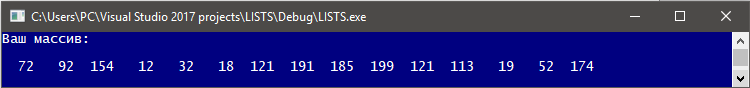 C:\Users\PC\Visual Studio 2017 projects\LISTS\Debug\LISTS.exe
Ваш массив:
72 92 154 12 32 18 121 191 185 199 121 113 19 52 174